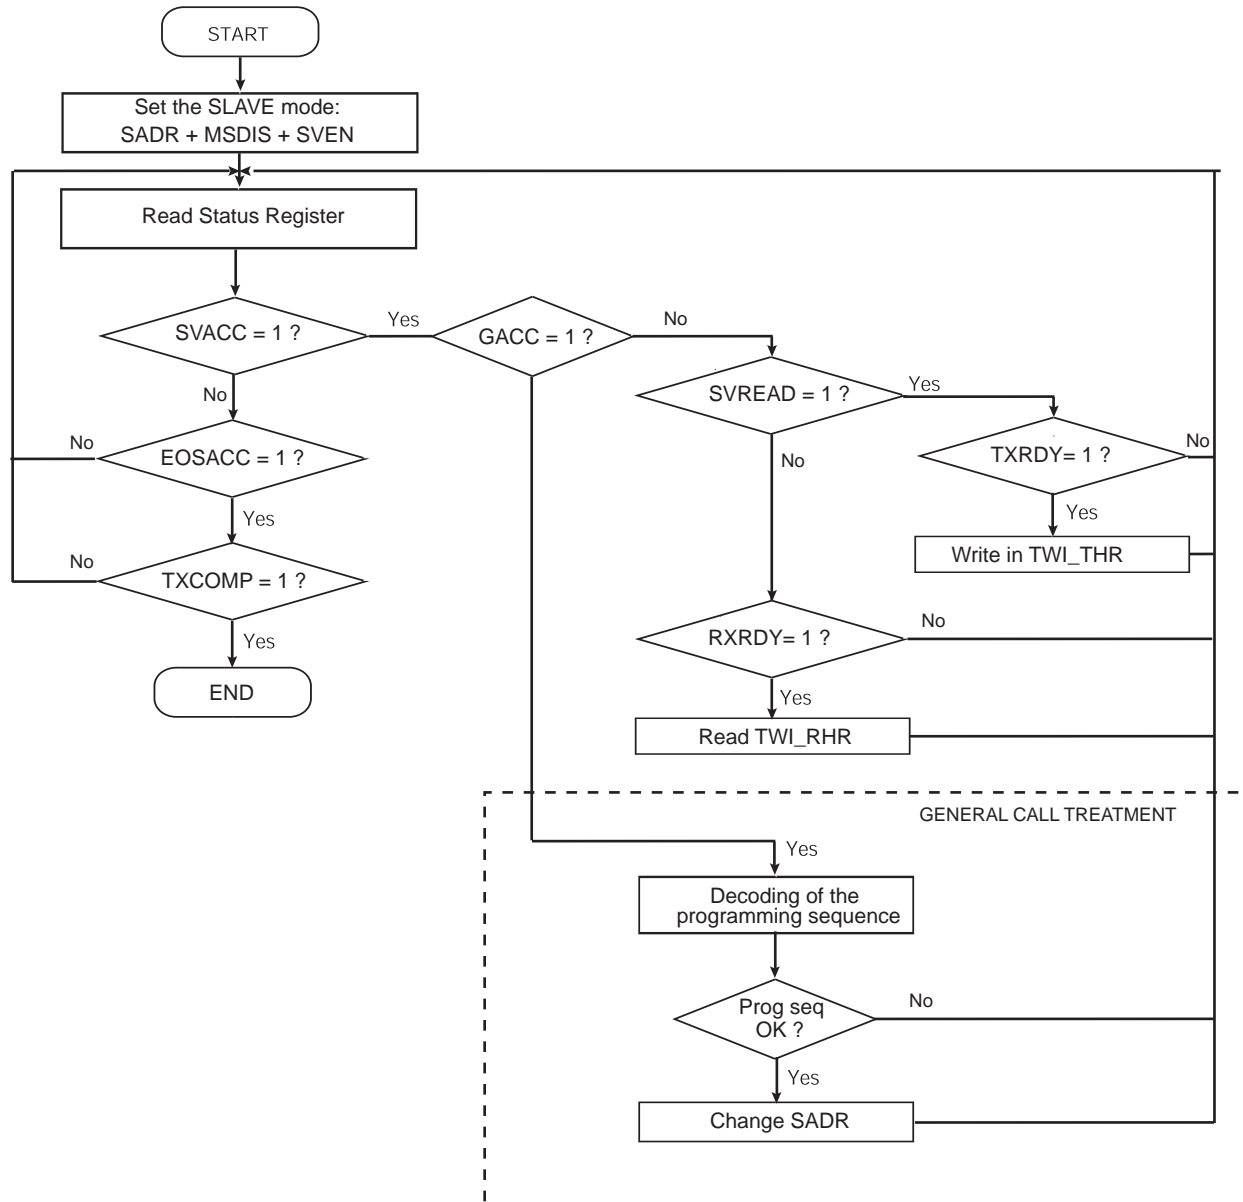 START
Set the SLAVE mode:
SADR + MSDIS + SVEN
Read Status Register
SVACC = 1 ?
Yes
GACC = 1 ?
No
No
SVREAD = 1 ?
Yes
No
EOSACC = 1 ?
No
TXRDY= 1 ?
No
Yes
Yes
Write in TWI_THR
No
TXCOMP = 1 ?
RXRDY= 1 ?
No
Yes
END
Yes
Read TWI_RHR
GENERAL CALL TREATMENT
Yes
Decoding of the
programming sequence
Prog seq
OK ?
No
Yes
Change SADR